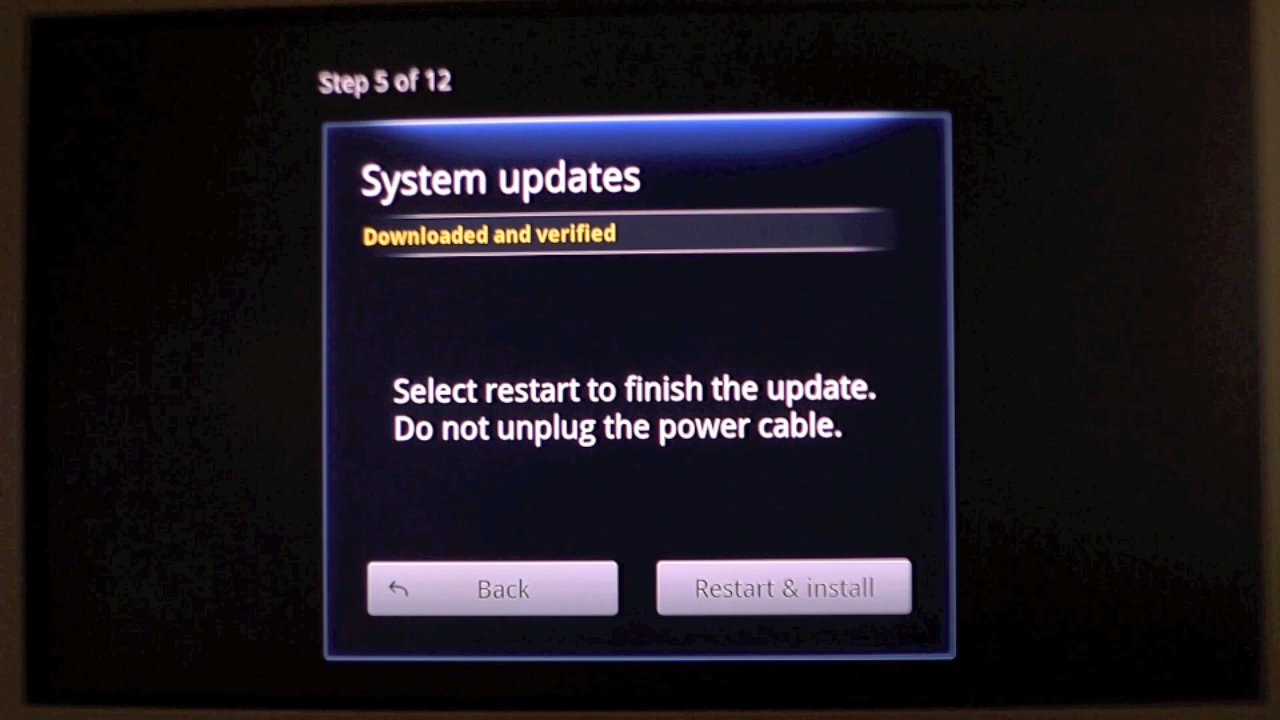 Step 5 of 12
System updates
Downloaded and verified
Select restart to finish the update.
Do not unplug the power cable.
Back
Restart & install